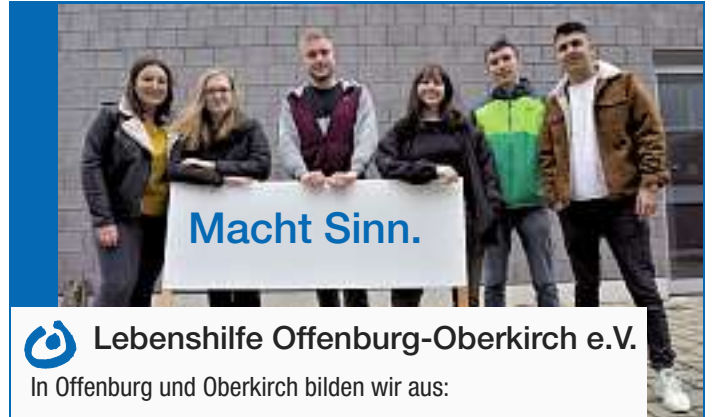 Macht Sinn.
Lebenshilfe Offenburg-Oberkirch e.V.
In Offenburg und Oberkirch bilden wir aus: